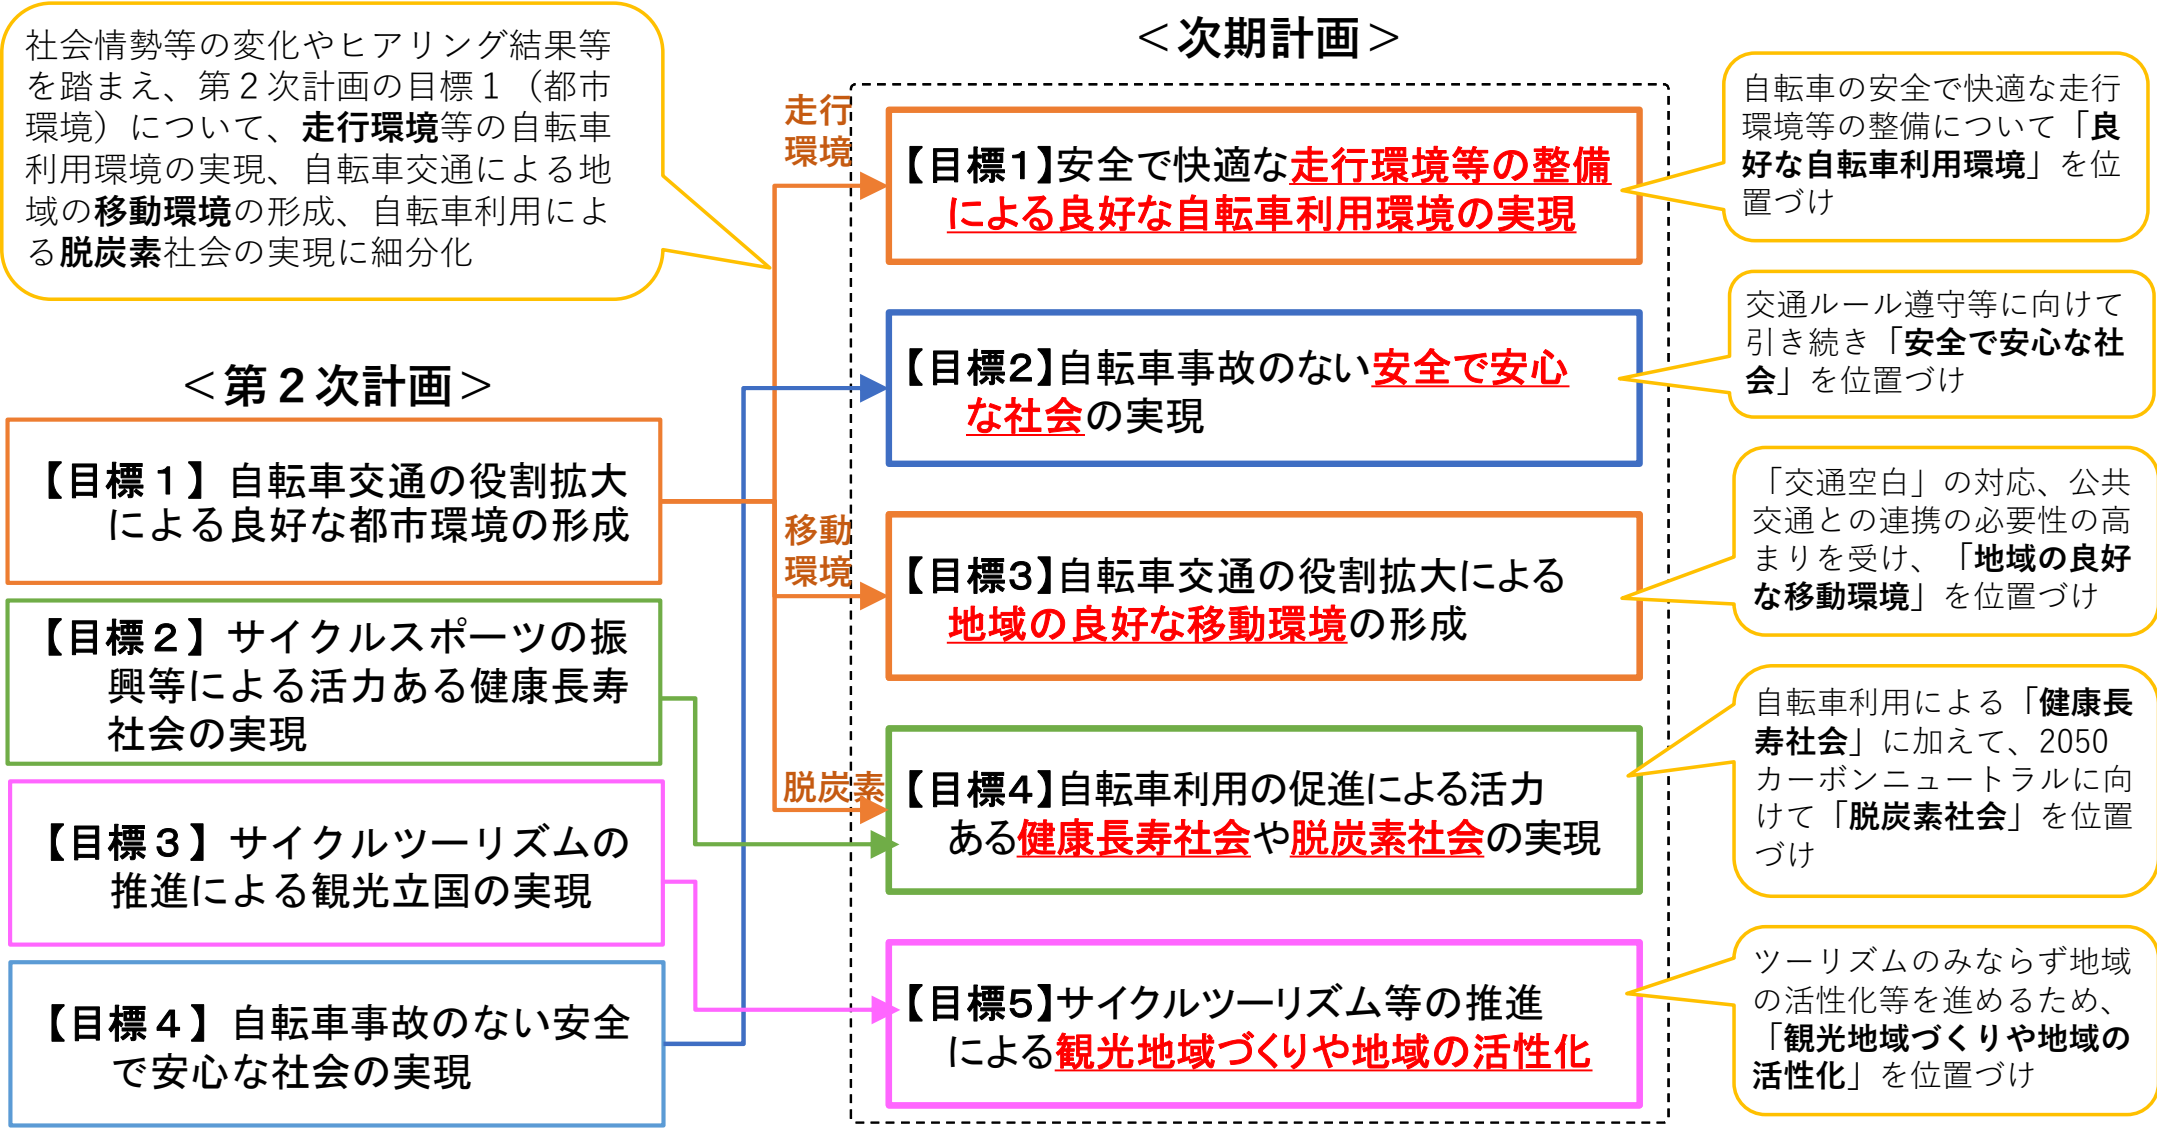 社会情勢等の変化やヒアリング結果等
を踏まえ、第２次計画の目標１（都市
環境）について、走行環境等の自転車
利用環境の実現、自転車交通による地
域の移動環境の形成、自転車利用によ
る脱炭素社会の実現に細分化
＜第２次計画＞
【目標１】自転車交通の役割拡大
による良好な都市環境の形成
【目標２】サイクルスポーツの振
興等による活力ある健康長寿
社会の実現
【目標３】サイクルツーリズムの
推進による観光立国の実現
【目標４】自転車事故のない安全
で安心な社会の実現
走行
環境
移動
環境
脱炭素
＜次期計画＞
【目標1】安全で快適な走行環境等の整備
による良好な自転車利用環境の実現
【目標2】自転車事故のない安全で安心
な社会の実現
【目標3】自転車交通の役割拡大による
地域の良好な移動環境の形成
【目標4】自転車利用の促進による活力
ある健康長寿社会や脱炭素社会の実現
【目標5】サイクルツーリズム等の推進
による観光地域づくりや地域の活性化
自転車の安全で快適な走行
環境等の整備について「良
好な自転車利用環境」を位
置づけ
交通ルール遵守等に向けて
引き続き「安全で安心な社
会」を位置づけ
「交通空白」の対応、公共
交通との連携の必要性の高
まりを受け、「地域の良好
な移動環境」を位置づけ
自転車利用による「健康長
寿社会」に加えて、2050
カーボンニュートラルに向
けて「脱炭素社会」を位置
づけ
ツーリズムのみならず地域
の活性化等を進めるため、
「観光地域づくりや地域の
活性化」を位置づけ